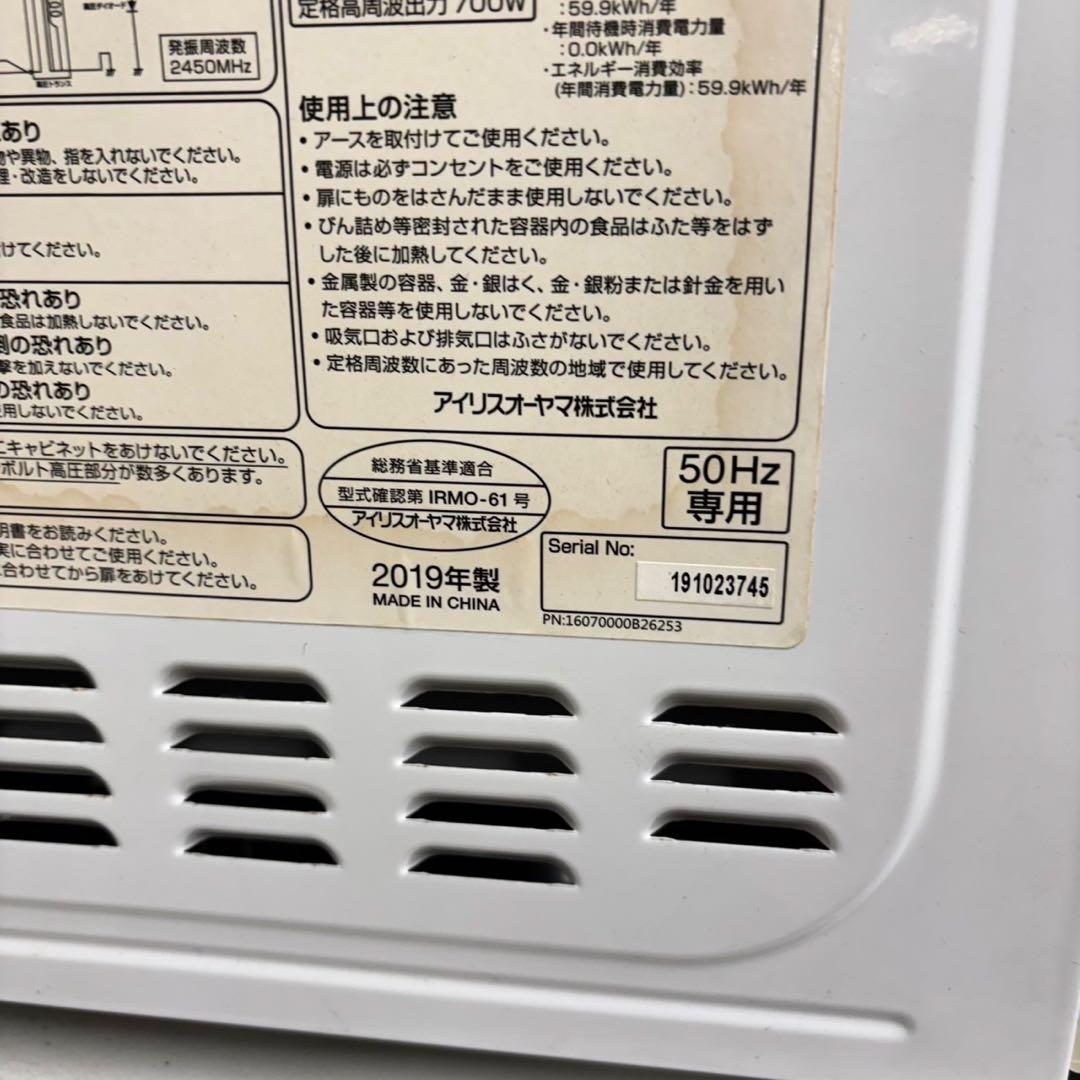 高圧ダイオード
高圧トランス
発振周波数
2450MHz
定格高周波出力 700W
:59.9kWh/年
・年間待機時消費電力量
:0.0kWh/年
・エネルギー消費効率
(年間消費電力量):59.9kWh/年
あり
物や異物、指を入れないでください。
理・改造をしないでください。
けてください。
恐れあり
食品は加熱しないでください。
の恐れあり
撃を加えないでください。
の恐れあり
使用しないでください。
キャビネットをあけないでください。
ボルト高圧部分が数多くあります。
明書をお読みください。
実に合わせてご使用ください。
合わせてから扉をあけてください。
使用上の注意
・アースを取付けてご使用ください。
・電源は必ずコンセントをご使用ください。
・扉にものをはさんだまま使用しないでください。
・びん詰め等密封された容器内の食品はふた等をはず
した後に加熱してください。
・金属製の容器、金・銀はく、金・銀粉または針金を用い
た容器等を使用しないでください。
・吸気口および排気口はふさがないでください。
・定格周波数にあった周波数の地域で使用してください。
アイリスオーヤマ株式会社
総務省基準適合
型式確認第 IRMO-61 号
アイリスオーヤマ株式会社
50Hz
専用
2019年製
MADE IN CHINA
Serial No:
191023745
PN:16070000B26253